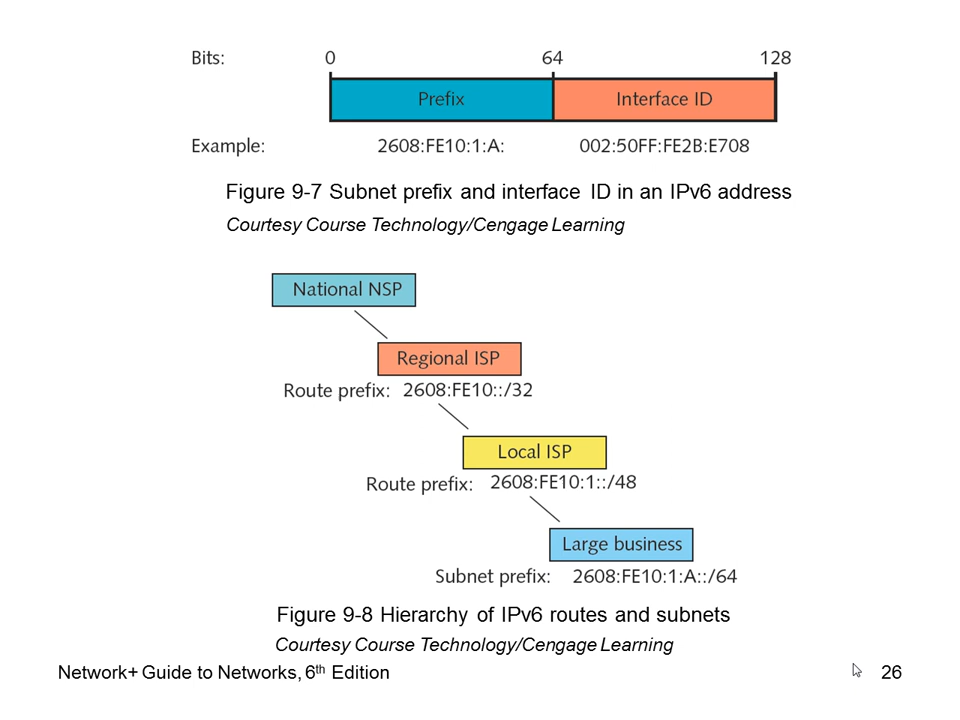 Bits: 0 64 128
Prefix Interface ID
Example: 2608:FE10:1:A: 002:50FF:FE2B:E708
Figure 9-7 Subnet prefix and interface ID in an IPv6 address
Courtesy Course Technology/Cengage Learning
National NSP
Regional ISP
Route prefix: 2608:FE10::/32
Local ISP
Route prefix: 2608:FE10:1::/48
Large business
Subnet prefix: 2608:FE10:1:A::/64
Figure 9-8 Hierarchy of IPv6 routes and subnets
Courtesy Course Technology/Cengage Learning
Network+ Guide to Networks, 6th Edition 26